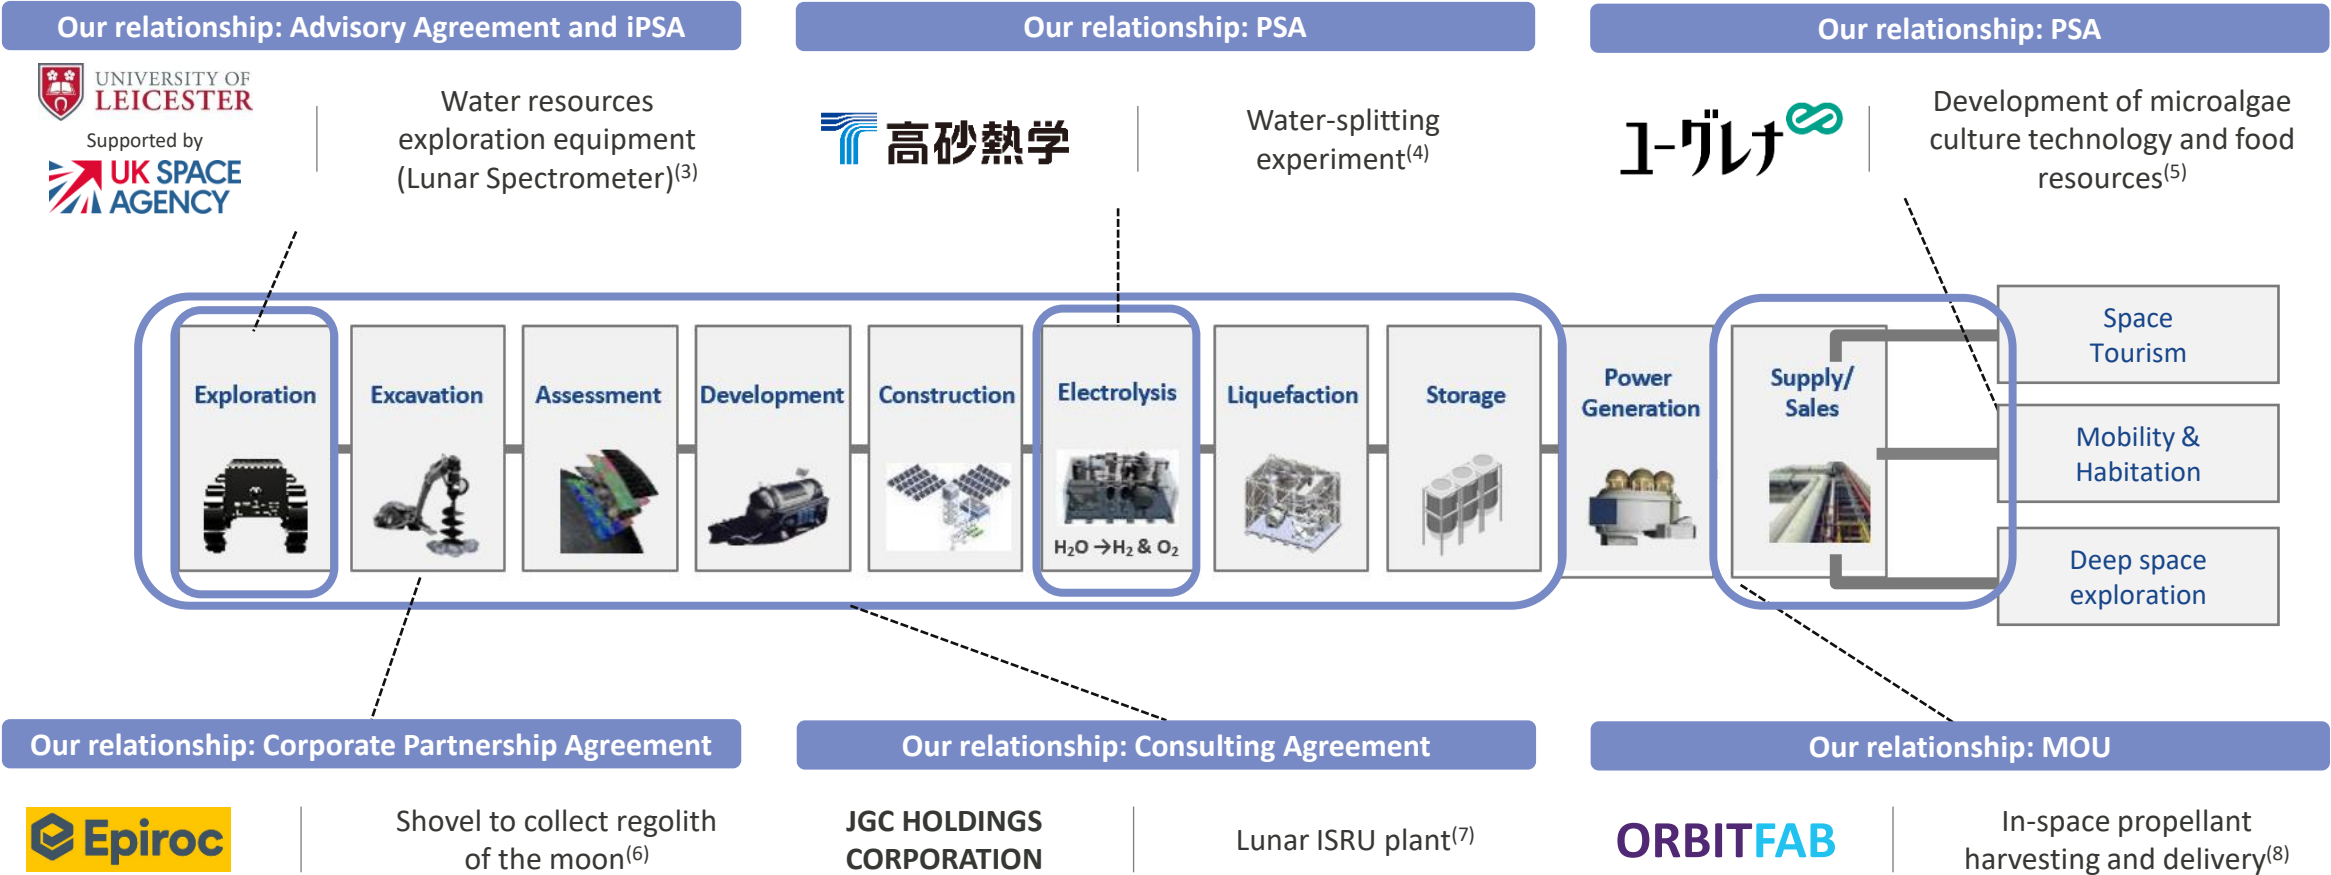 Our relationship: Advisory Agreement and iPSA
UNIVERSITY OF
LEICESTER
Supported by
UK SPACE
AGENCY
Water resources
exploration equipment
(Lunar Spectrometer)(3)
Our relationship: PSA
高砂熱学
Water-splitting
experiment(4)
Our relationship: PSA
ユーグレナ
Development of microalgae
culture technology and food
resources(5)
Exploration
Excavation
Assessment
Development
Construction
Electrolysis
H₂O →H₂ & O₂
Liquefaction
Storage
Power
Generation
Supply/
Sales
Space
Tourism
Mobility &
Habitation
Deep space
exploration
Our relationship: Corporate Partnership Agreement
Epiroc
Shovel to collect regolith
of the moon(6)
Our relationship: Consulting Agreement
JGC HOLDINGS
CORPORATION
Lunar ISRU plant(7)
Our relationship: MOU
ORBITFAB
In-space propellant
harvesting and delivery(8)